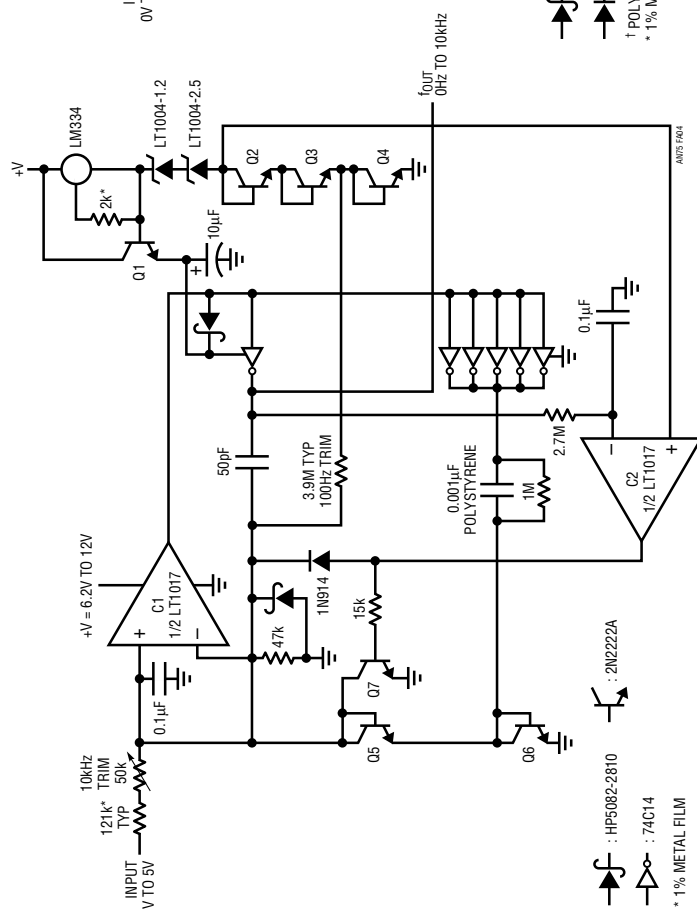 +V = 6.2V TO 12V
+V
LM334
2k*
LT1004-1.2
LT1004-2.5
Q1
10µF
+
Q2
Q3
Q4
INPUT
V TO 5V
121k*
TYP
10kHz
TRIM
50k
0.1µF
+
C1
1/2 LT1017
−
50pF
47k
3.9M TYP
100Hz TRIM
fOUT
0Hz TO 10kHz
1N914
15k
Q7
Q5
Q6
0.001µF
POLYSTYRENE
1M
2.7M
0.1µF
−
C2
1/2 LT1017
+
AN75 FA04
: HP5082-2810
: 74C14
: 2N2222A
* 1% METAL FILM
I
0V
† POLY
* 1% M